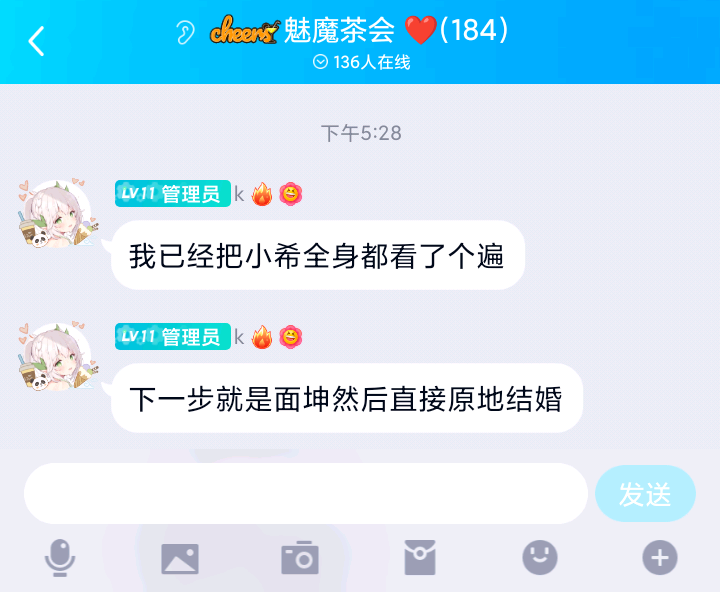 cheers 魅魔茶会 ❤️(184)
136人在线
下午5:28
LV11 管理员 k
我已经把小希全身都看了个遍
LV11 管理员 k
下一步就是面坤然后直接原地结婚
发送